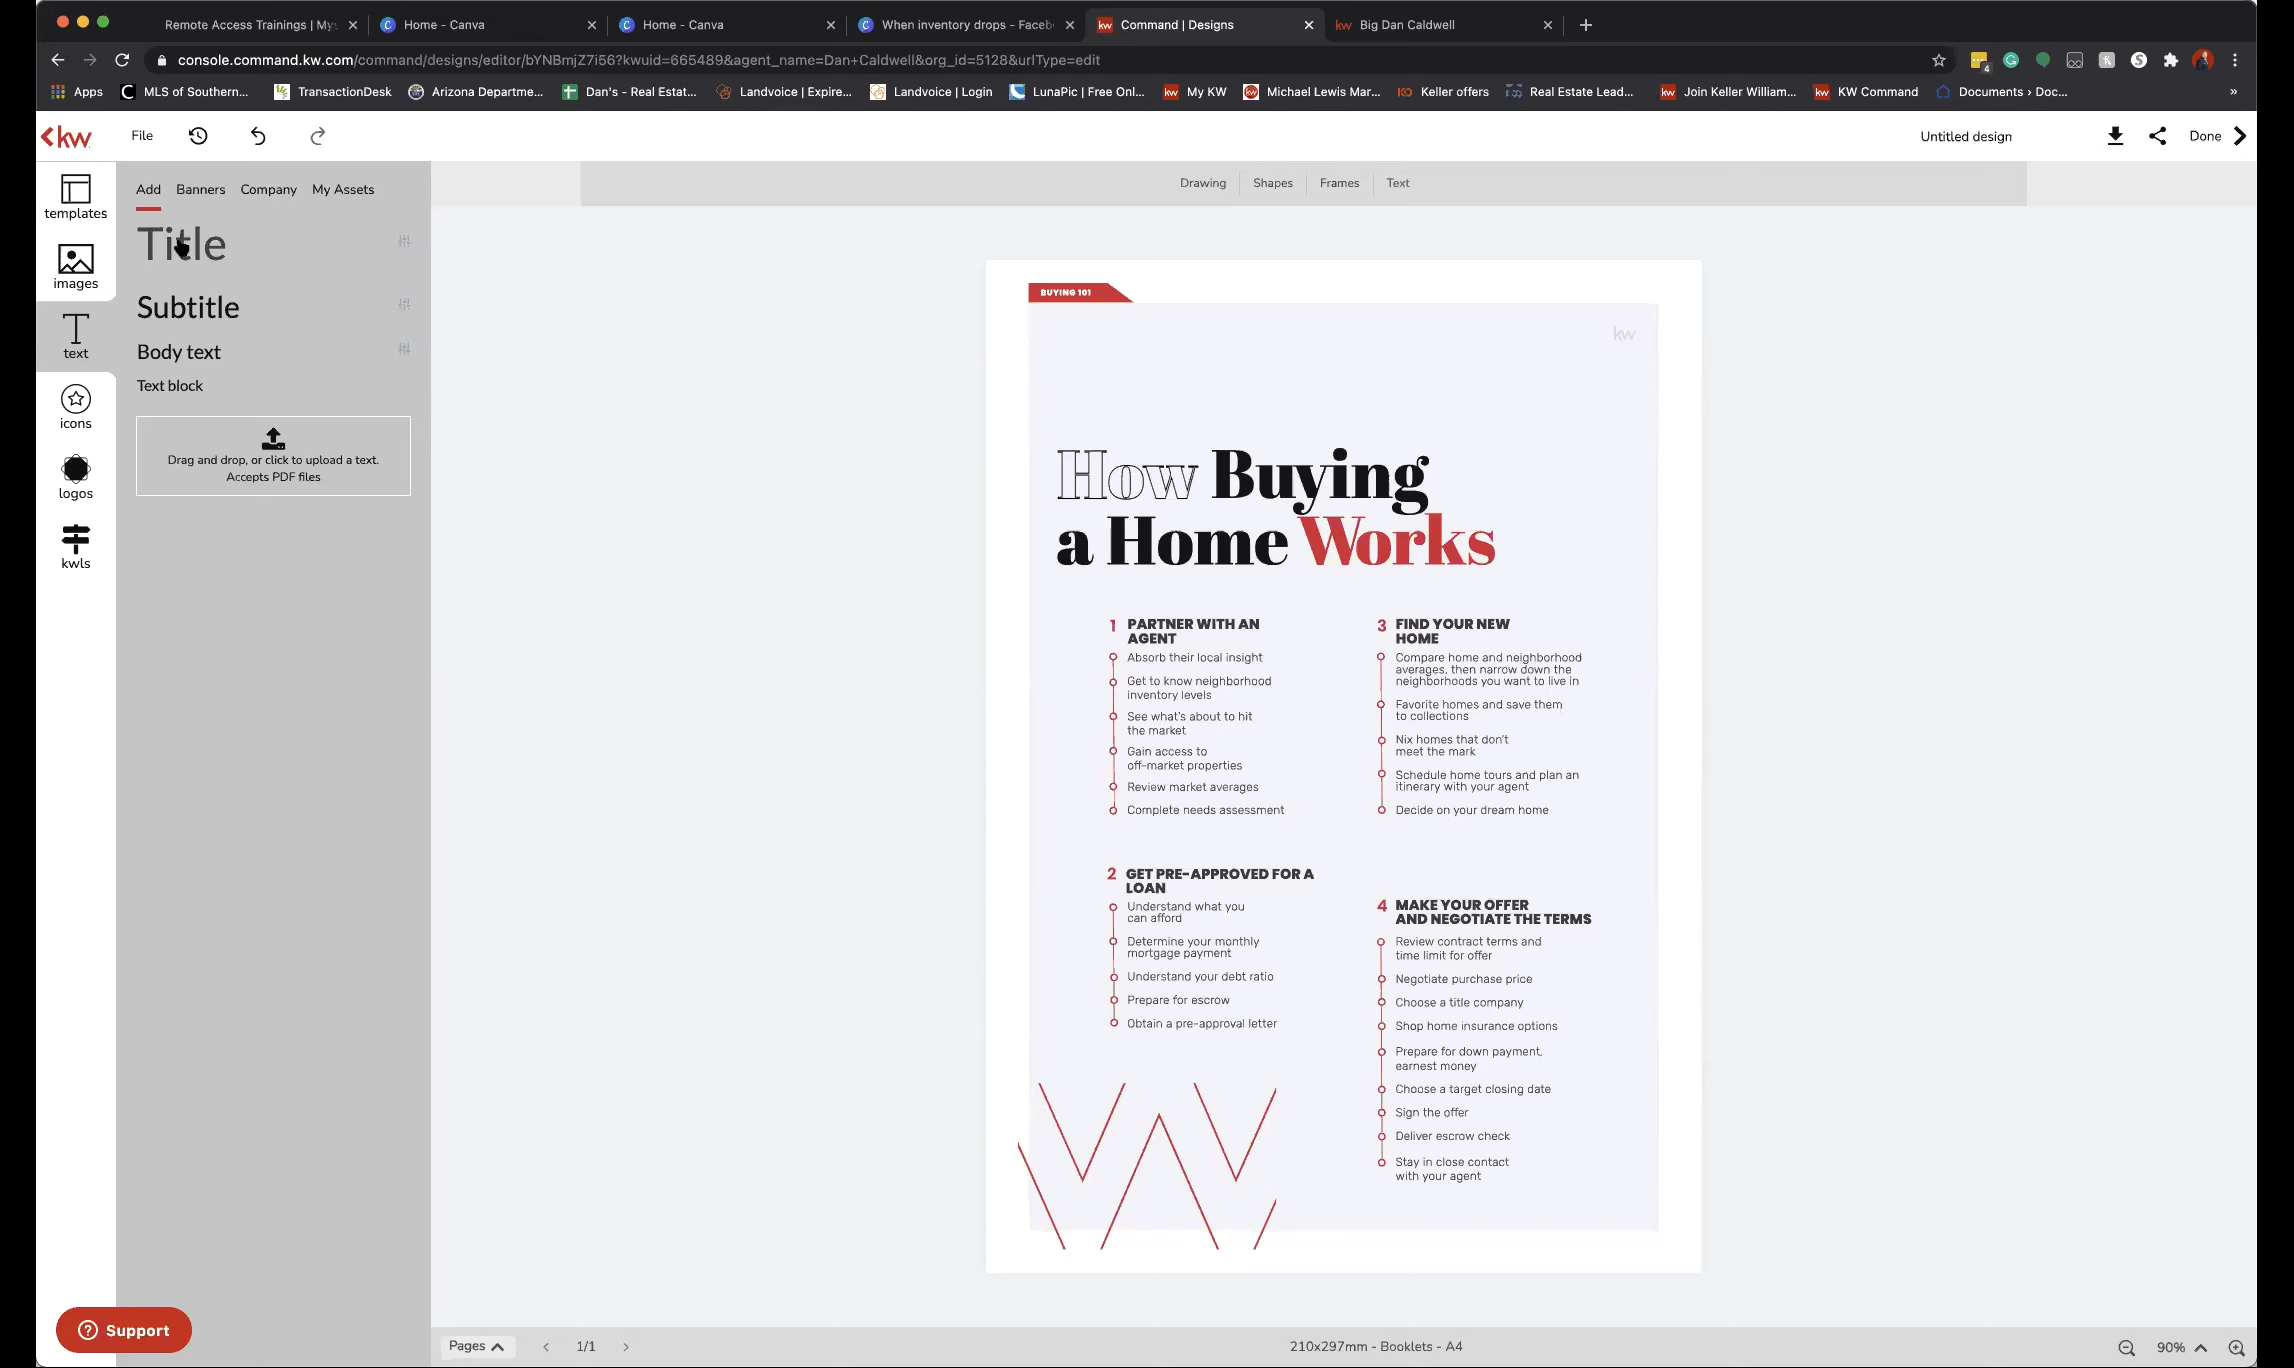 Remote Access Trainings | My
Home - Canva
Home - Canva
When inventory drops - Faceb
Command | Designs
Big Dan Caldwell
console.command.kw.com/command/designs/editor/bYNBmjZ7i56?kwuid=665489&agent_name=Dan+Caldwell&org_id=5128&urlType=edit
4
Apps
MLS of Southern...
TransactionDesk
Arizona Departme...
Dan's - Real Estat...
Landvoice | Expire...
Landvoice | Login
LunaPic | Free Onl...
My KW
Michael Lewis Mar...
Keller offers
Real Estate Lead...
Join Keller William...
KW Command
Documents › Doc...
»
kw
File
Untitled design
Done
templates
images
text
icons
logos
kwls
Add
Banners
Company
My Assets
Title
Subtitle
Body text
Text block
Drag and drop, or click to upload a text.
Accepts PDF files
Drawing
Shapes
Frames
Text
BUYING 101
kw
How Buying
a Home Works
1 PARTNER WITH AN
AGENT
Absorb their local insight
Get to know neighborhood
inventory levels
See what's about to hit
the market
Gain access to
off-market properties
Review market averages
Complete needs assessment
2 GET PRE-APPROVED FOR A
LOAN
Understand what you
can afford
Determine your monthly
mortgage payment
Understand your debt ratio
Prepare for escrow
Obtain a pre-approval letter
3 FIND YOUR NEW
HOME
Compare home and neighborhood
averages, then narrow down the
neighborhoods you want to live in
Favorite homes and save them
to collections
Nix homes that don't
meet the mark
Schedule home tours and plan an
itinerary with your agent
Decide on your dream home
4 MAKE YOUR OFFER
AND NEGOTIATE THE TERMS
Review contract terms and
time limit for offer
Negotiate purchase price
Choose a title company
Shop home insurance options
Prepare for down payment,
earnest money
Choose a target closing date
Sign the offer
Deliver escrow check
Stay in close contact
with your agent
Support
Pages
1/1
210x297mm - Booklets - A4
90%